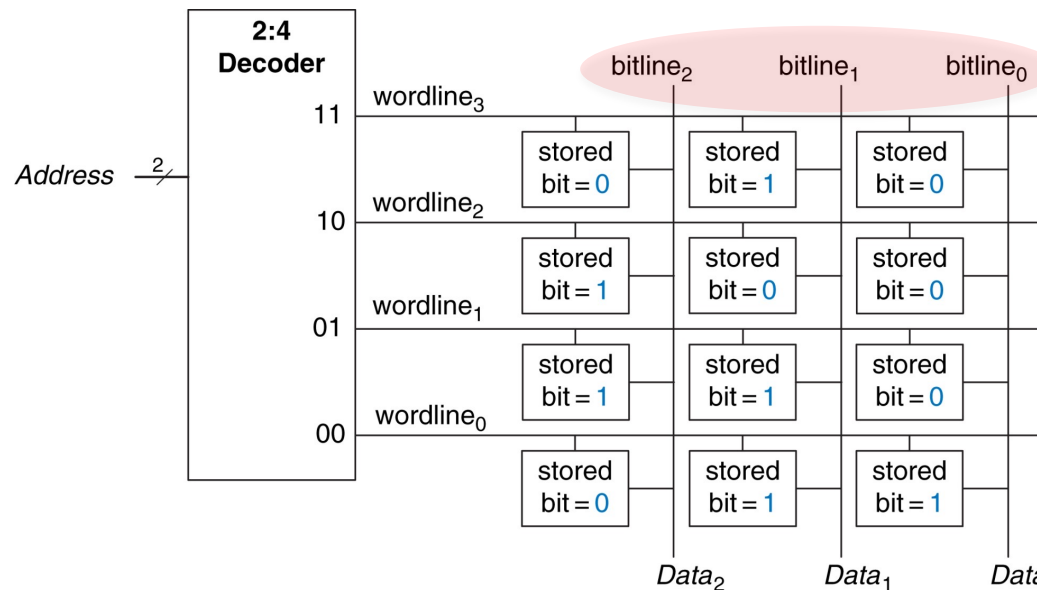 2:4
Decoder
bitline₂ bitline₁ bitline₀
wordline₃
11
stored stored stored
bit = 0 bit = 1 bit = 0
Address 2
wordline₂
10
stored stored stored
bit = 1 bit = 0 bit = 0
wordline₁
01
stored stored stored
bit = 1 bit = 1 bit = 0
wordline₀
00
stored stored stored
bit = 0 bit = 1 bit = 1
Data₂ Data₁ Data